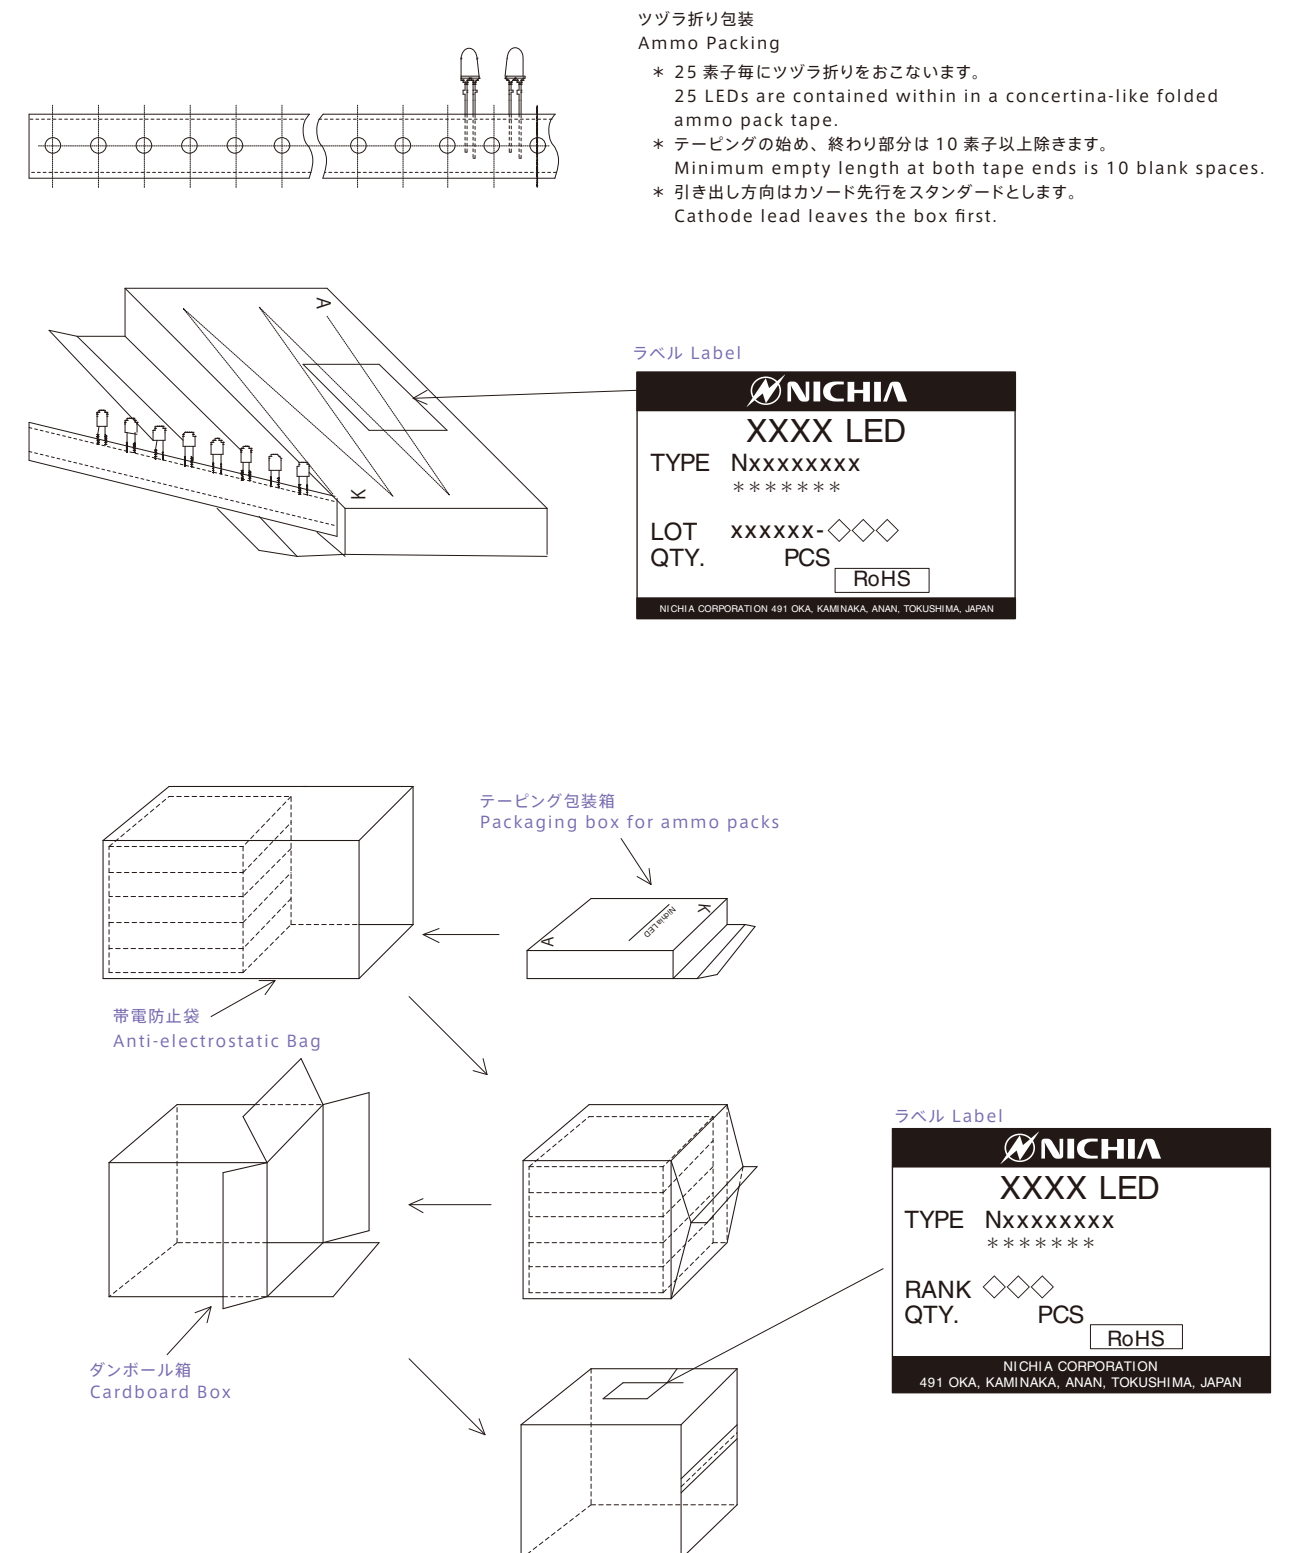 ツヅラ折り包装
Ammo Packing
＊ 25 素子毎にツヅラ折りをおこないます。
25 LEDs are contained within in a concertina-like folded
ammo pack tape.
＊ テーピングの始め、終わり部分は 10 素子以上除きます。
Minimum empty length at both tape ends is 10 blank spaces.
＊ 引き出し方向はカソード先行をスタンダードとします。
Cathode lead leaves the box first.
A
K
ラベル Label
NICHIA
XXXX LED
TYPE Nxxxxxxxx
＊＊＊＊＊＊＊
LOT xxxxxx-◇◇◇
QTY. PCS
RoHS
NICHIA CORPORATION 491 OKA, KAMINAKA, ANAN, TOKUSHIMA, JAPAN
テーピング包装箱
Packaging box for ammo packs
K
Nichia LED
A
帯電防止袋
Anti-electrostatic Bag
ラベル Label
NICHIA
XXXX LED
TYPE Nxxxxxxxx
＊＊＊＊＊＊＊
RANK ◇◇◇
QTY. PCS
RoHS
NICHIA CORPORATION
491 OKA, KAMINAKA, ANAN, TOKUSHIMA, JAPAN
ダンボール箱
Cardboard Box